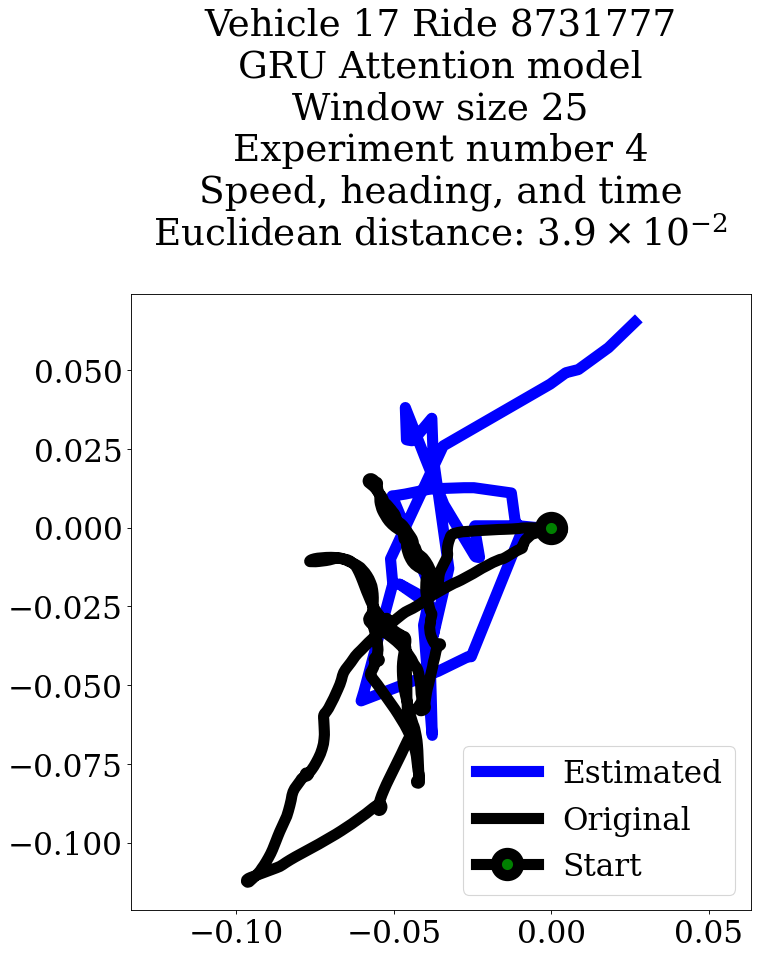 Vehicle 17 Ride 8731777
GRU Attention model
Window size 25
Experiment number 4
Speed, heading, and time
Euclidean distance: 3.9 × 10⁻²
0.050
0.025
0.000
−0.025
−0.050
−0.075
−0.100
Estimated
Original
Start
−0.10 −0.05 0.00 0.05